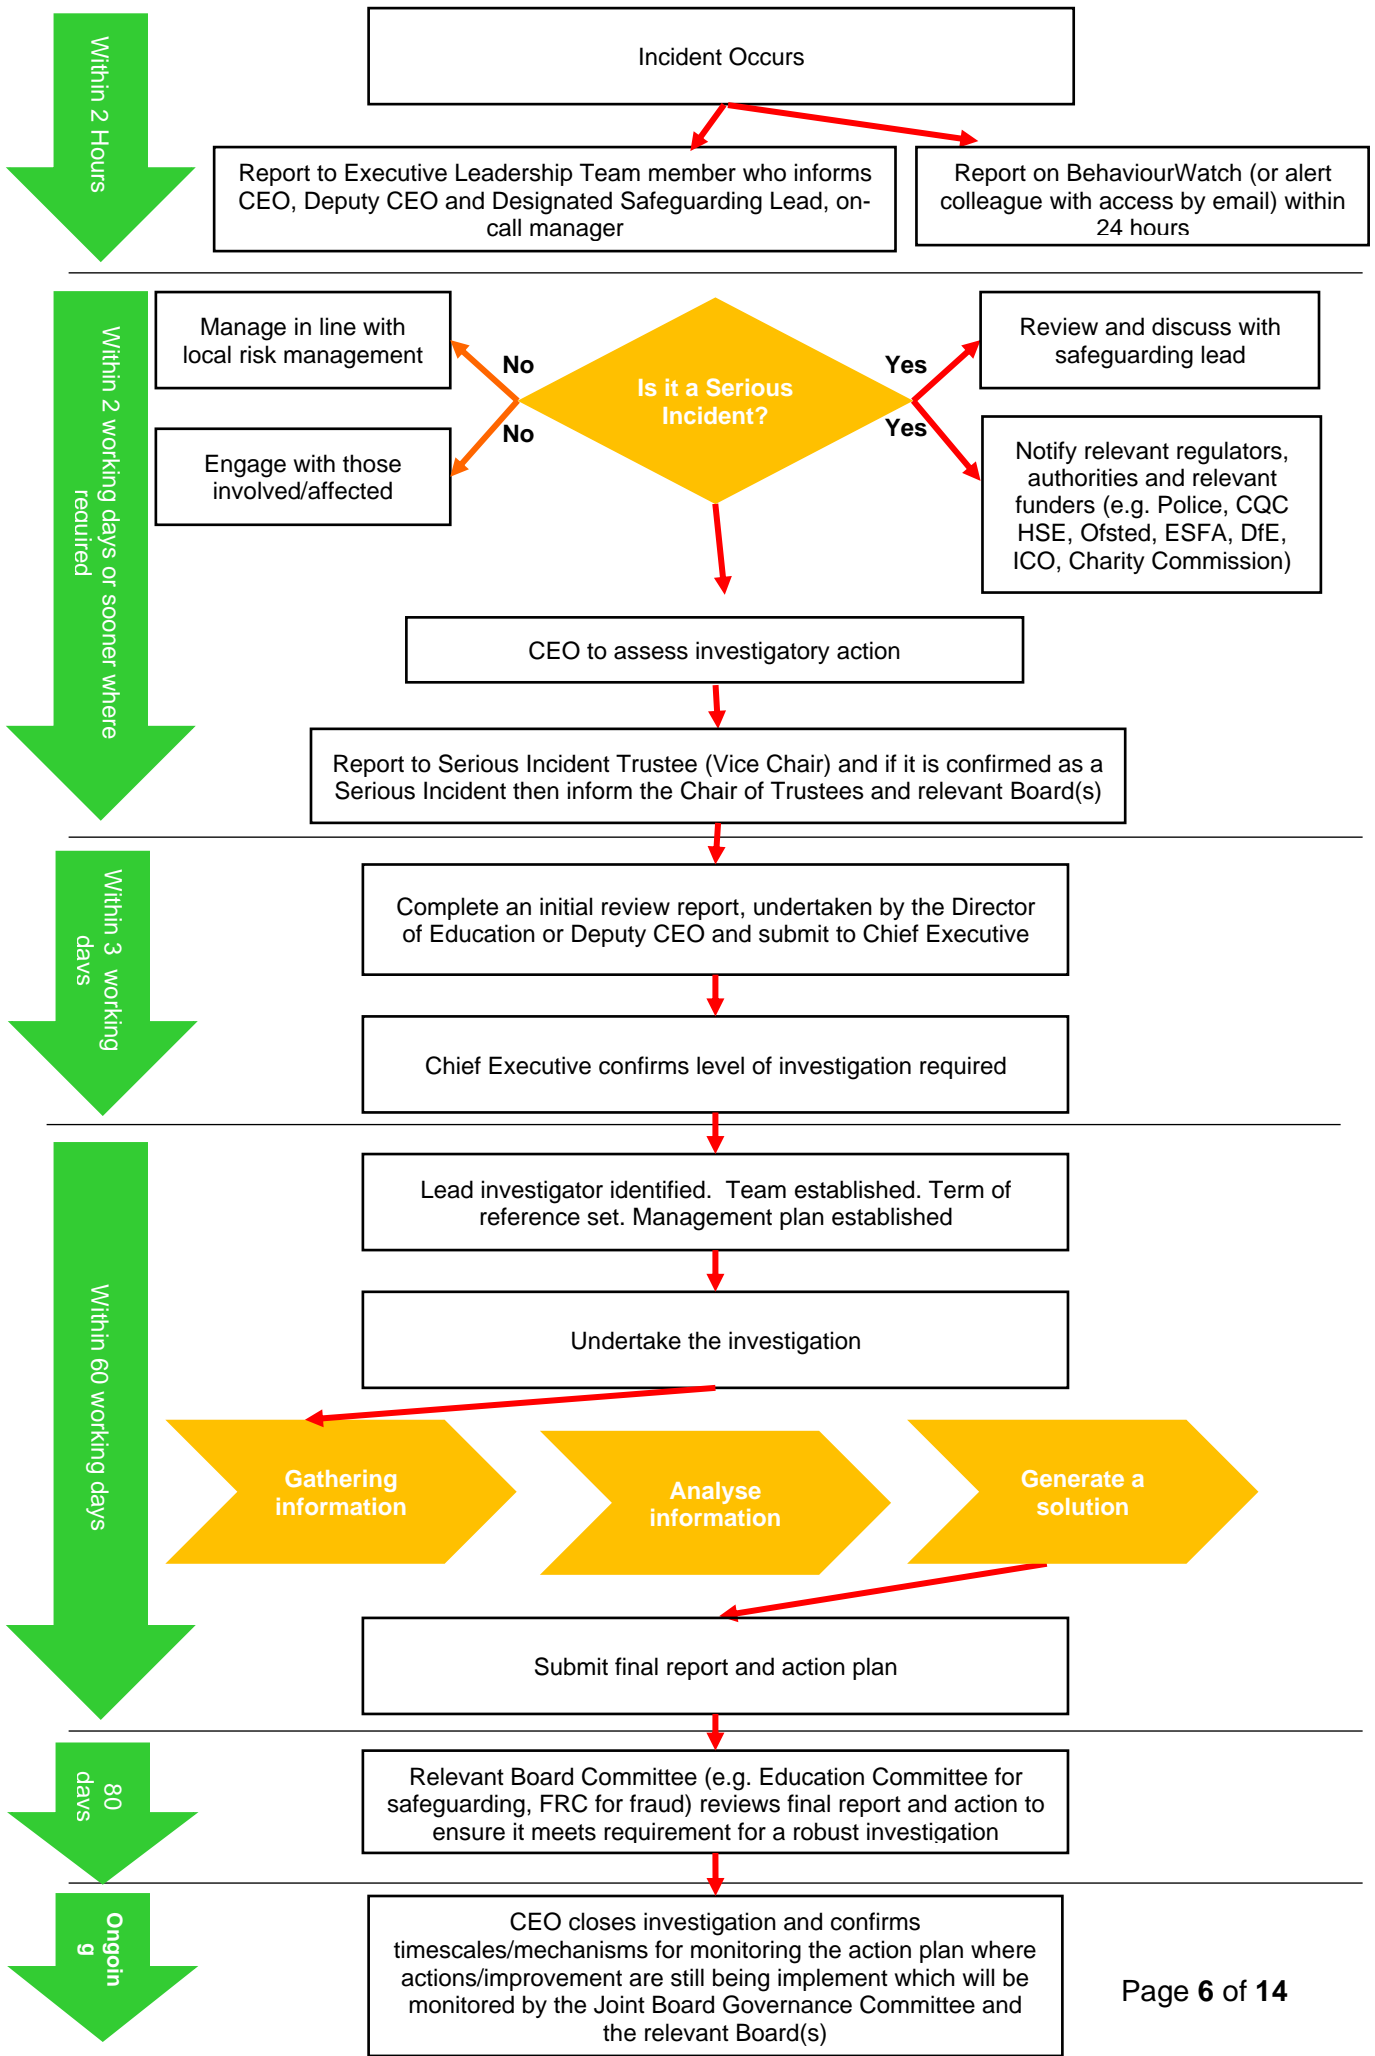 Within 2 Hours
Incident Occurs
Report to Executive Leadership Team member who informs
CEO, Deputy CEO and Designated Safeguarding Lead, on-
call manager
Report on BehaviourWatch (or alert
colleague with access by email) within
24 hours
Within 2 working days or sooner where
required
Manage in line with
local risk management
No
Is it a Serious
Incident?
Yes
Review and discuss with
safeguarding lead
Engage with those
involved/affected
No
Yes
Notify relevant regulators,
authorities and relevant
funders (e.g. Police, CQC
HSE, Ofsted, ESFA, DfE,
ICO, Charity Commission)
CEO to assess investigatory action
Report to Serious Incident Trustee (Vice Chair) and if it is confirmed as a
Serious Incident then inform the Chair of Trustees and relevant Board(s)
Within 3 working
days
Complete an initial review report, undertaken by the Director
of Education or Deputy CEO and submit to Chief Executive
Chief Executive confirms level of investigation required
Within 60 working days
Lead investigator identified. Team established. Term of
reference set. Management plan established
Undertake the investigation
Gathering
information
Analyse
information
Generate a
solution
Submit final report and action plan
80
days
Relevant Board Committee (e.g. Education Committee for
safeguarding, FRC for fraud) reviews final report and action to
ensure it meets requirement for a robust investigation
Ongoin
g
CEO closes investigation and confirms
timescales/mechanisms for monitoring the action plan where
actions/improvement are still being implement which will be
monitored by the Joint Board Governance Committee and
the relevant Board(s)
Page 6 of 14